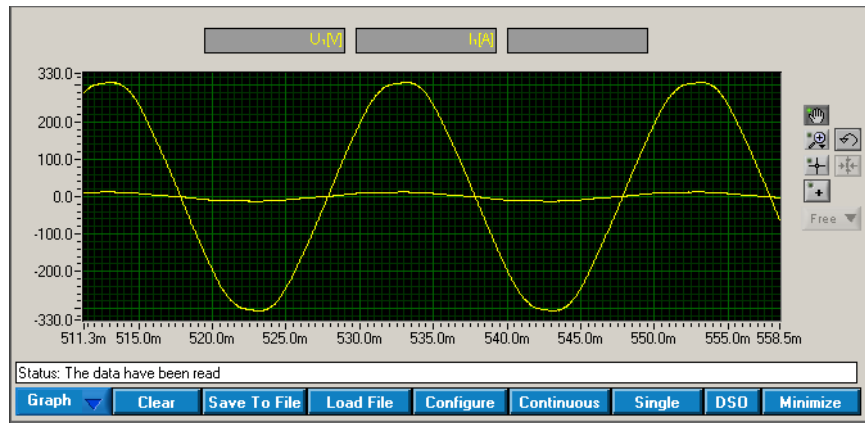 U₁[V] I₁[A]
330.0
200.0
100.0
0.0
-100.0
-200.0
-330.0
511.3m 515.0m 520.0m 525.0m 530.0m 535.0m 540.0m 545.0m 550.0m 555.0m 558.5m
Free
Status: The data have been read
Graph Clear Save To File Load File Configure Continuous Single DSO Minimize